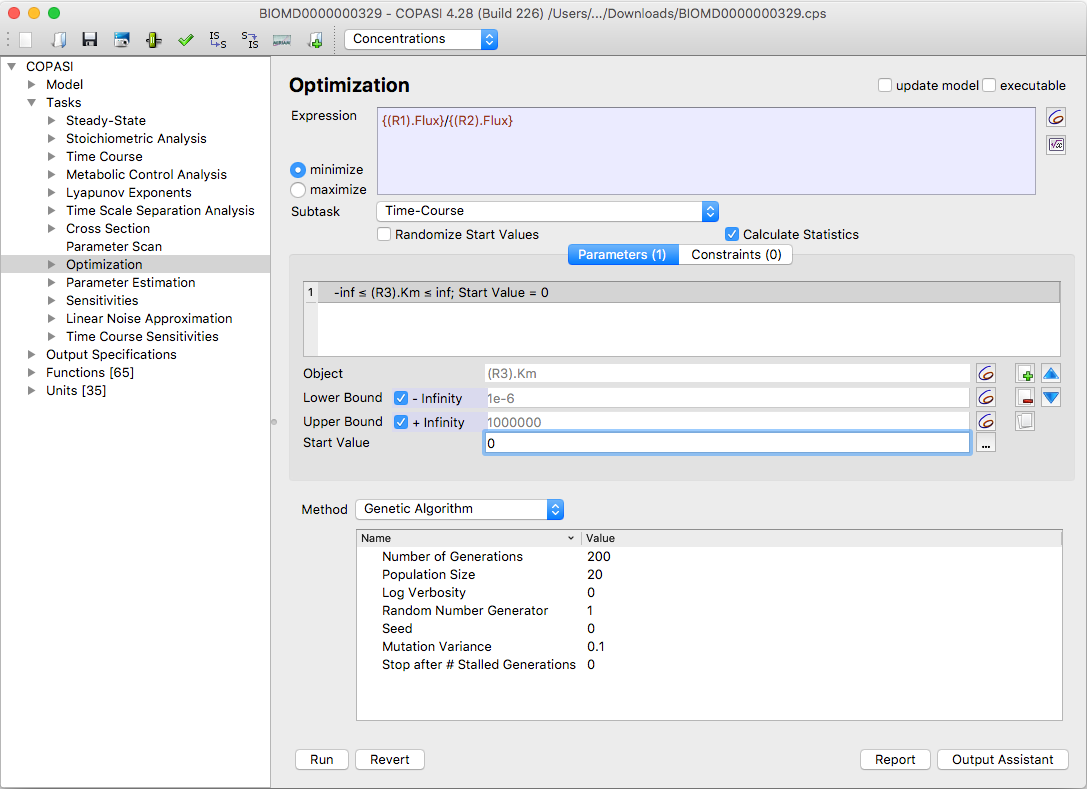 BIOMD0000000329 - COPASI 4.28 (Build 226) /Users/.../Downloads/BIOMD0000000329.cps
IS S
S IS
MIRIAM
Concentrations
COPASI
Model
Tasks
Steady-State
Stoichiometric Analysis
Time Course
Metabolic Control Analysis
Lyapunov Exponents
Time Scale Separation Analysis
Cross Section
Parameter Scan
Optimization
Parameter Estimation
Sensitivities
Linear Noise Approximation
Time Course Sensitivities
Output Specifications
Functions [65]
Units [35]
Optimization
update model executable
Expression
{(R1).Flux}/{(R2).Flux}
√x
minimize
maximize
Subtask Time-Course
Randomize Start Values Calculate Statistics
Parameters (1) Constraints (0)
1 -inf ≤ (R3).Km ≤ inf; Start Value = 0
Object (R3).Km
Lower Bound - Infinity 1e-6
Upper Bound + Infinity 1000000
Start Value 0 ...
Method Genetic Algorithm
Name Value
Number of Generations 200
Population Size 20
Log Verbosity 0
Random Number Generator 1
Seed 0
Mutation Variance 0.1
Stop after # Stalled Generations 0
Run Revert Report Output Assistant